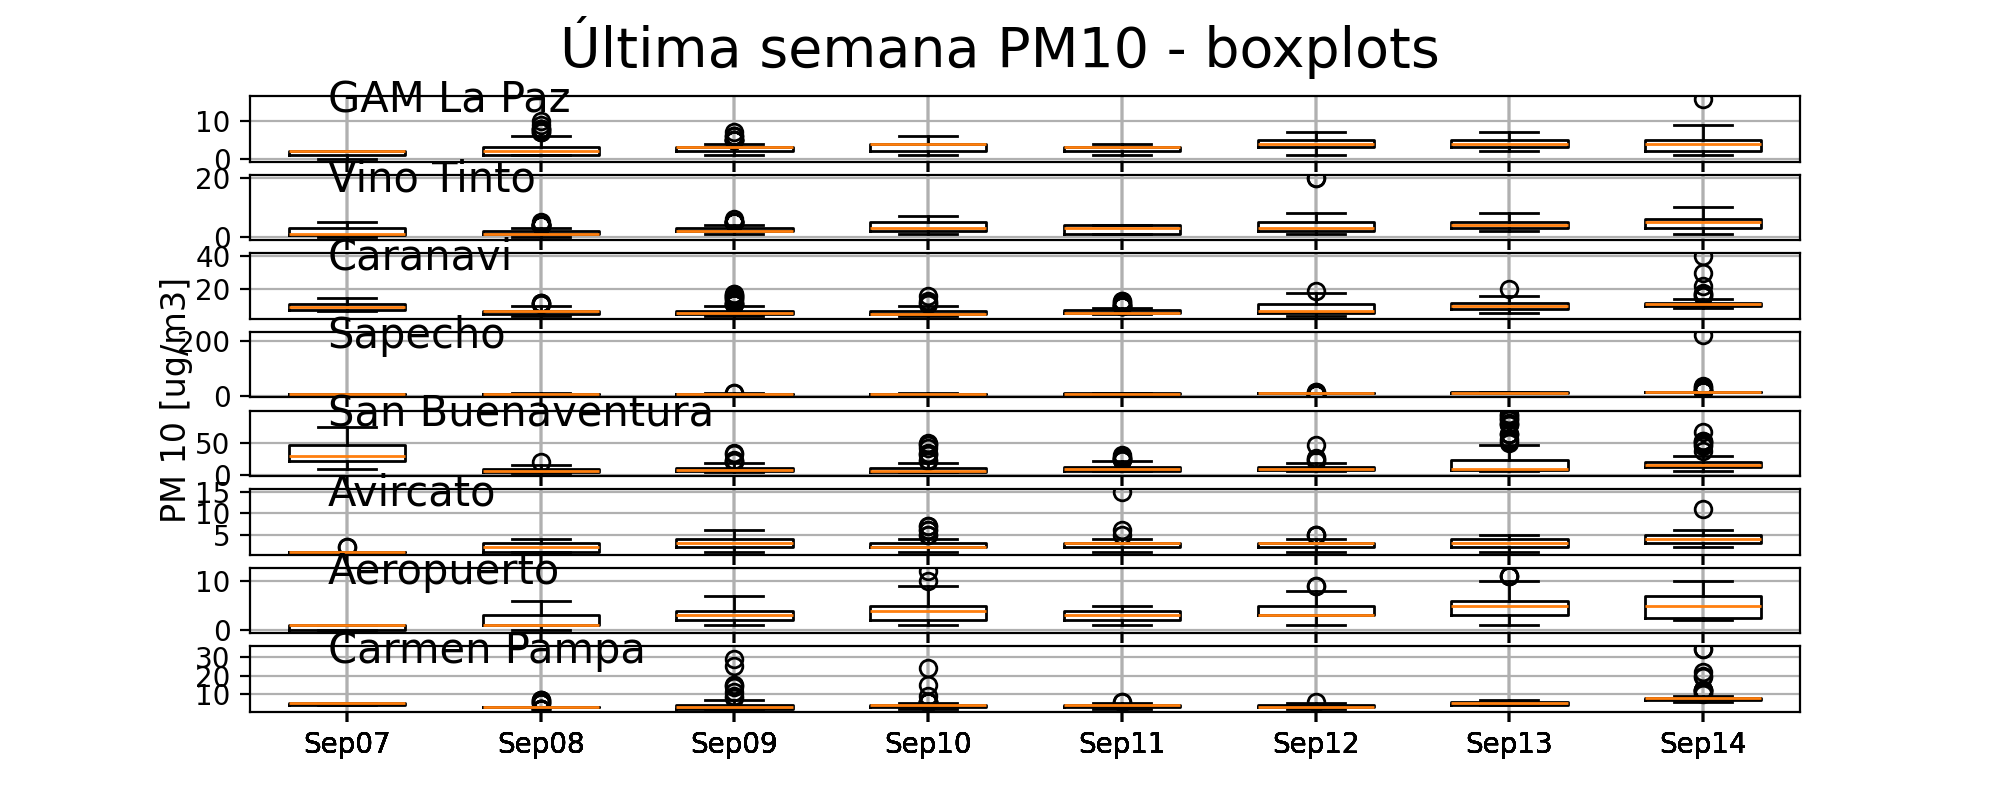 Última semana PM10 - boxplots
PM 10 [ug/m3]
GAM La Paz
10
0
Vino Tinto
20
0
Caranavi
40
20
Sapecho
200
0
San Buenaventura
50
0
Avircato
15
10
5
Aeropuerto
10
0
Carmen Pampa
30
20
10
Sep07 Sep08 Sep09 Sep10 Sep11 Sep12 Sep13 Sep14